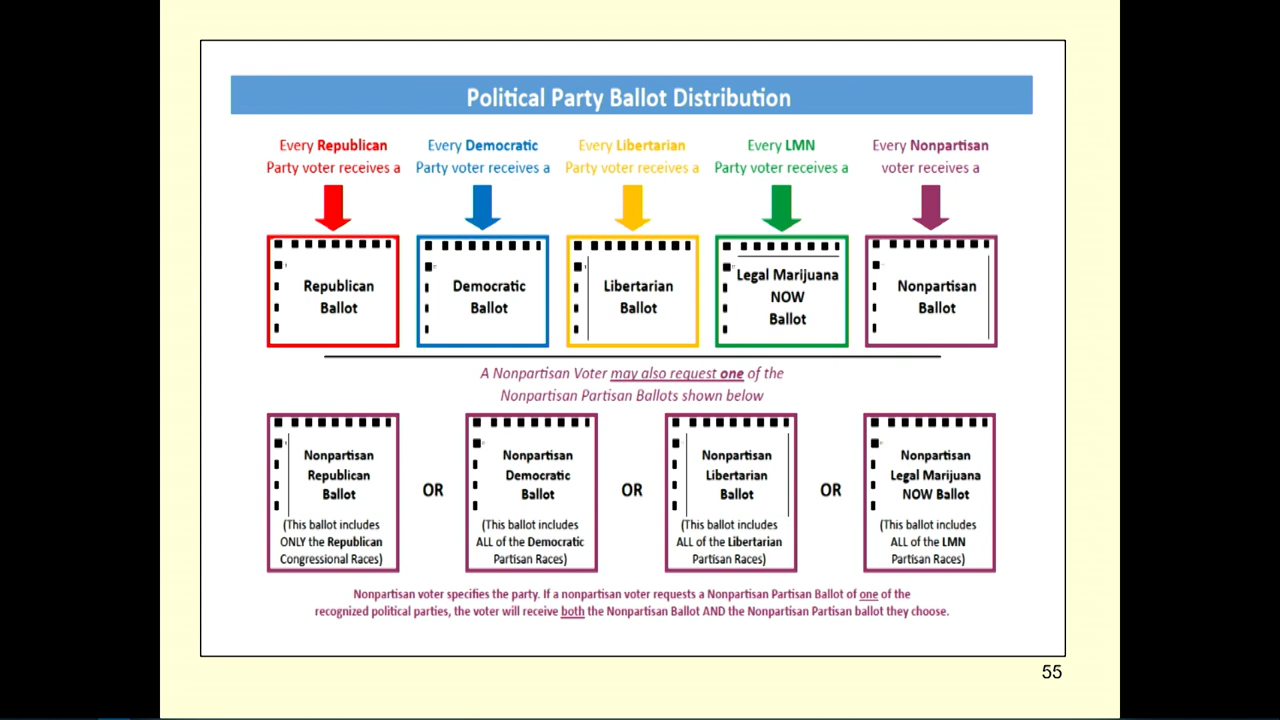 Political Party Ballot Distribution
Every Republican
Party voter receives a
Every Democratic
Party voter receives a
Every Libertarian
Party voter receives a
Every LMN
Party voter receives a
Every Nonpartisan
voter receives a
Republican
Ballot
Democratic
Ballot
Libertarian
Ballot
Legal Marijuana
NOW
Ballot
Nonpartisan
Ballot
A Nonpartisan Voter may also request one of the
Nonpartisan Partisan Ballots shown below
Nonpartisan
Republican
Ballot
(This ballot includes
ONLY the Republican
Congressional Races)
OR
Nonpartisan
Democratic
Ballot
(This ballot includes
ALL of the Democratic
Partisan Races)
OR
Nonpartisan
Libertarian
Ballot
(This ballot includes
ALL of the Libertarian
Partisan Races)
OR
Nonpartisan
Legal Marijuana
NOW Ballot
(This ballot includes
ALL of the LMN
Partisan Races)
Nonpartisan voter specifies the party. If a nonpartisan voter requests a Nonpartisan Partisan Ballot of one of the
recognized political parties, the voter will receive both the Nonpartisan Ballot AND the Nonpartisan Partisan ballot they choose.
55